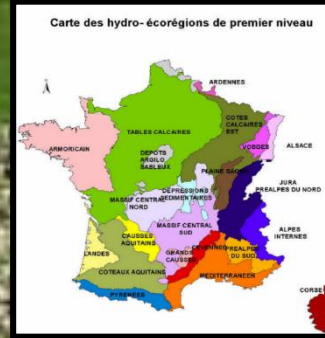 Carte des hydro- écorégions de premier niveau
ARDENNES
COTES
CALCAIRES
EST
TABLES CALCAIRES
VOSGES
ALSACE
ARMORICAIN
DEPOTS
ARGILO
SABLEUX
PLAINE SAONE
JURA
PREALPES DU NORD
DEPRESSIONS
SEDIMENTAIRES
MASSIF CENTRAL
NORD
MASSIF CENTRAL
SUD
ALPES
INTERNES
CAUSSES
AQUITAINS
LANDES
GRANDS
CAUSSES
CEVENNES
PREALPES
DU SUD
COTEAUX AQUITAINS
MEDITERRANEEN
PYRENEES
CORSE